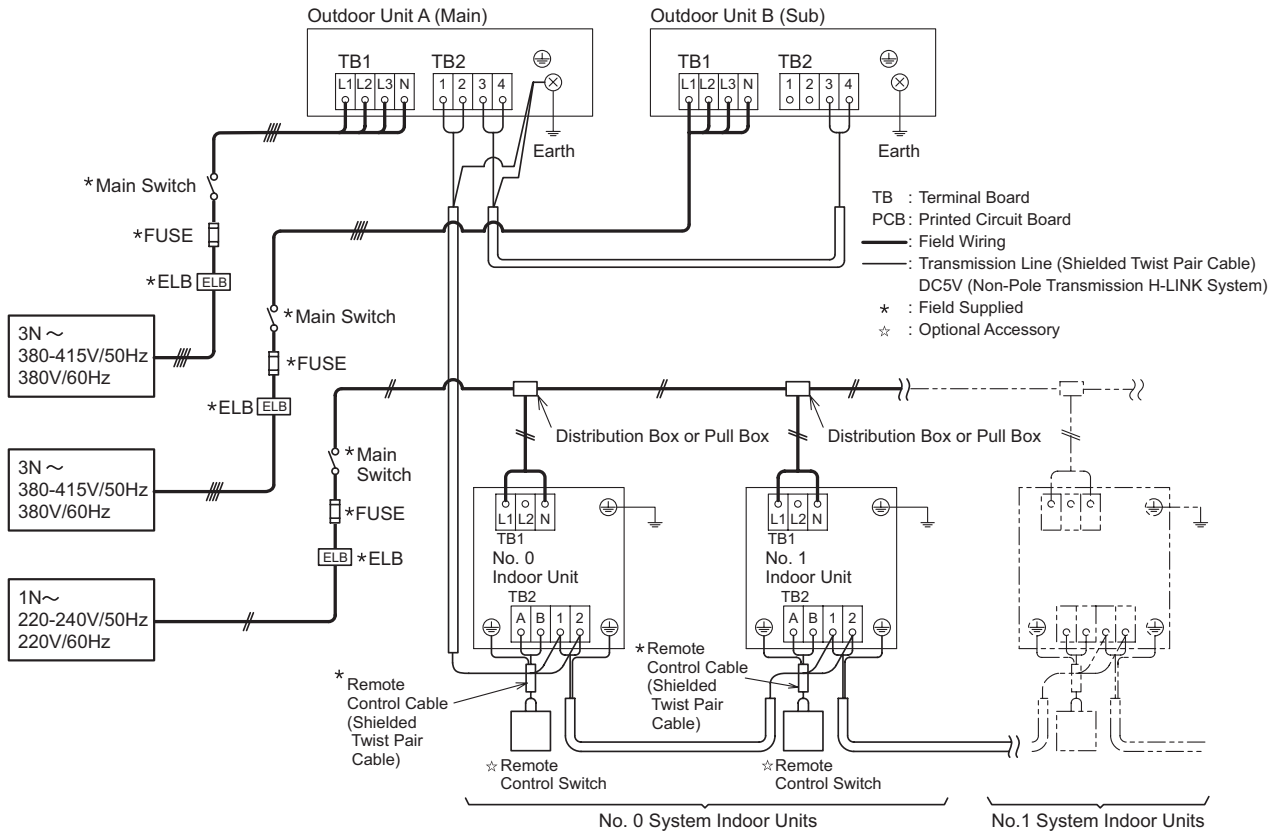 Outdoor Unit A (Main)
TB1
TB2
L1 L2 L3 N
1 2 3 4
Earth
Outdoor Unit B (Sub)
TB1
TB2
L1 L2 L3 N
1 2 3 4
Earth
TB : Terminal Board
PCB : Printed Circuit Board
: Field Wiring
: Transmission Line (Shielded Twist Pair Cable)
DC5V (Non-Pole Transmission H-LINK System)
* : Field Supplied
☆ : Optional Accessory
*Main Switch
*FUSE
*ELB ELB
3N～
380-415V/50Hz
380V/60Hz
*Main Switch
*FUSE
*ELB ELB
3N～
380-415V/50Hz
380V/60Hz
*Main
Switch
*FUSE
ELB *ELB
1N～
220-240V/50Hz
220V/60Hz
Distribution Box or Pull Box
Distribution Box or Pull Box
L1 L2 N
TB1
No. 0
Indoor Unit
TB2
A B 1 2
L1 L2 N
TB1
No. 1
Indoor Unit
TB2
A B 1 2
*Remote
Control Cable
(Shielded
Twist Pair
Cable)
*Remote
Control Cable
(Shielded
Twist Pair
Cable)
☆Remote
Control Switch
☆Remote
Control Switch
No. 0 System Indoor Units
No.1 System Indoor Units